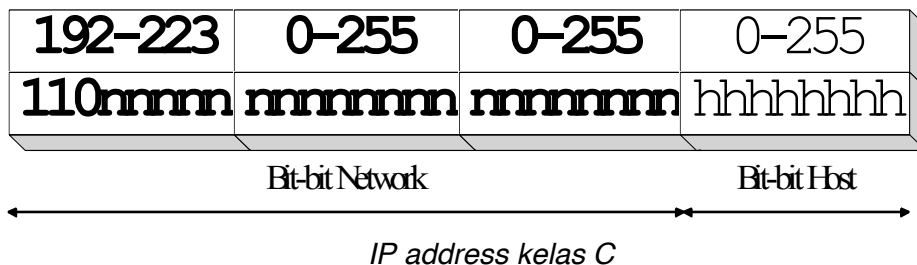 192-223 0-255 0-255 0-255
110nnnnn nnnnnnnn nnnnnnnn hhhhhhhh
Bit-bit Network Bit-bit Host
IP address kelas C